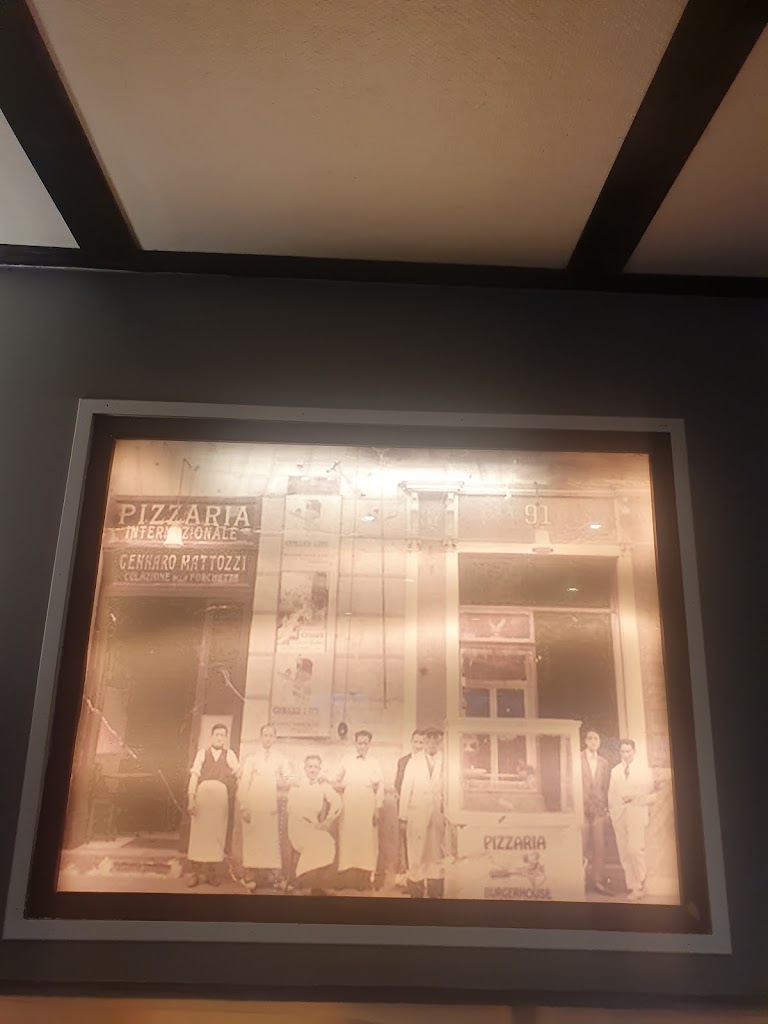 PIZZARIA
INTERNAZIONALE
GENNARO MATTOZZI
COLAZIONE ALLA FORCHETTA
91
PIZZARIA
BURGERHOUSE